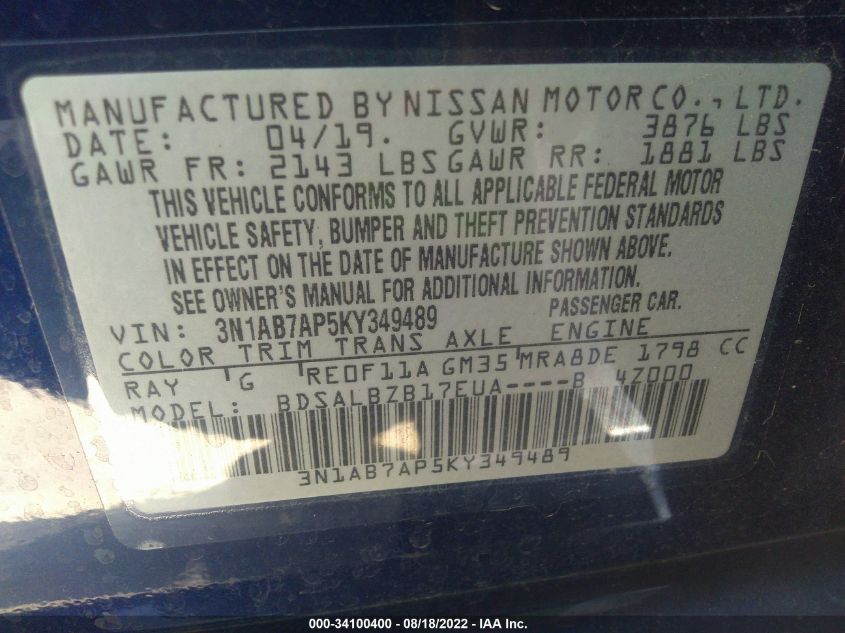 MANUFACTURED BY NISSAN MOTOR CO., LTD.
DATE: 04/19. GVWR: 3876 LBS
GAWR FR: 2143 LBS GAWR RR: 1881 LBS
THIS VEHICLE CONFORMS TO ALL APPLICABLE FEDERAL MOTOR
VEHICLE SAFETY, BUMPER AND THEFT PREVENTION STANDARDS
IN EFFECT ON THE DATE OF MANUFACTURE SHOWN ABOVE.
SEE OWNER'S MANUAL FOR ADDITIONAL INFORMATION.
VIN: 3N1AB7AP5KY349489 PASSENGER CAR.
COLOR TRIM TRANS AXLE ENGINE
RAY G RE0F11A GM35 MRA8DE 1798 CC
MODEL: BDSALBZB17EUA----B 4Z000
3N1AB7AP5KY349489
000-34100400 - 08/18/2022 - IAA Inc.